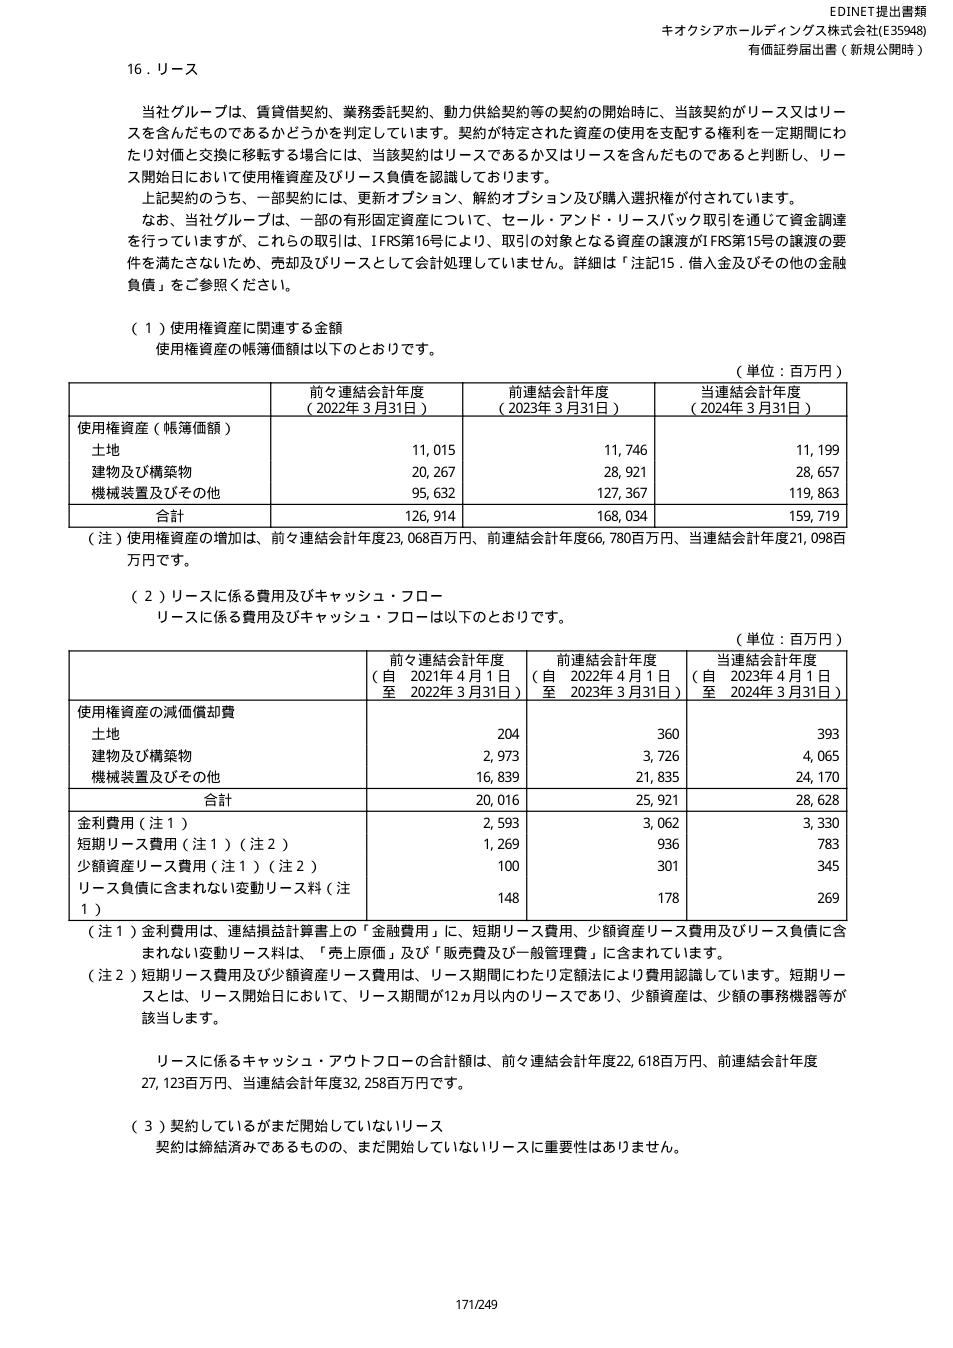 EDINET提出書類
キオクシアホールディングス株式会社(E35948)
有価証券届出書（新規公開時）
16．リース
当社グループは、賃貸借契約、業務委託契約、動力供給契約等の契約の開始時に、当該契約がリース又はリー
スを含んだものであるかどうかを判定しています。契約が特定された資産の使用を支配する権利を一定期間にわ
たり対価と交換に移転する場合には、当該契約はリースであるか又はリースを含んだものであると判断し、リー
ス開始日において使用権資産及びリース負債を認識しております。
上記契約のうち、一部契約には、更新オプション、解約オプション及び購入選択権が付されています。
なお、当社グループは、一部の有形固定資産について、セール・アンド・リースバック取引を通じて資金調達
を行っていますが、これらの取引は、IFRS第16号により、取引の対象となる資産の譲渡がIFRS第15号の譲渡の要
件を満たさないため、売却及びリースとして会計処理していません。詳細は「注記15．借入金及びその他の金融
負債」をご参照ください。
（１）使用権資産に関連する金額
使用権資産の帳簿価額は以下のとおりです。
（単位：百万円）
前々連結会計年度 前連結会計年度 当連結会計年度
（2022年３月31日） （2023年３月31日） （2024年３月31日）
使用権資産（帳簿価額）
土地 11,015 11,746 11,199
建物及び構築物 20,267 28,921 28,657
機械装置及びその他 95,632 127,367 119,863
合計 126,914 168,034 159,719
（注）使用権資産の増加は、前々連結会計年度23,068百万円、前連結会計年度66,780百万円、当連結会計年度21,098百
万円です。
（２）リースに係る費用及びキャッシュ・フロー
リースに係る費用及びキャッシュ・フローは以下のとおりです。
（単位：百万円）
前々連結会計年度 前連結会計年度 当連結会計年度
（自　2021年４月１日 （自　2022年４月１日 （自　2023年４月１日
至　2022年３月31日） 至　2023年３月31日） 至　2024年３月31日）
使用権資産の減価償却費
土地 204 360 393
建物及び構築物 2,973 3,726 4,065
機械装置及びその他 16,839 21,835 24,170
合計 20,016 25,921 28,628
金利費用（注１） 2,593 3,062 3,330
短期リース費用（注１）（注２） 1,269 936 783
少額資産リース費用（注１）（注２） 100 301 345
リース負債に含まれない変動リース料（注
１） 148 178 269
（注１）金利費用は、連結損益計算書上の「金融費用」に、短期リース費用、少額資産リース費用及びリース負債に含
まれない変動リース料は、「売上原価」及び「販売費及び一般管理費」に含まれています。
（注２）短期リース費用及び少額資産リース費用は、リース期間にわたり定額法により費用認識しています。短期リー
スとは、リース開始日において、リース期間が12ヵ月以内のリースであり、少額資産は、少額の事務機器等が
該当します。
リースに係るキャッシュ・アウトフローの合計額は、前々連結会計年度22,618百万円、前連結会計年度
27,123百万円、当連結会計年度32,258百万円です。
（３）契約しているがまだ開始していないリース
契約は締結済みであるものの、まだ開始していないリースに重要性はありません。
171/249